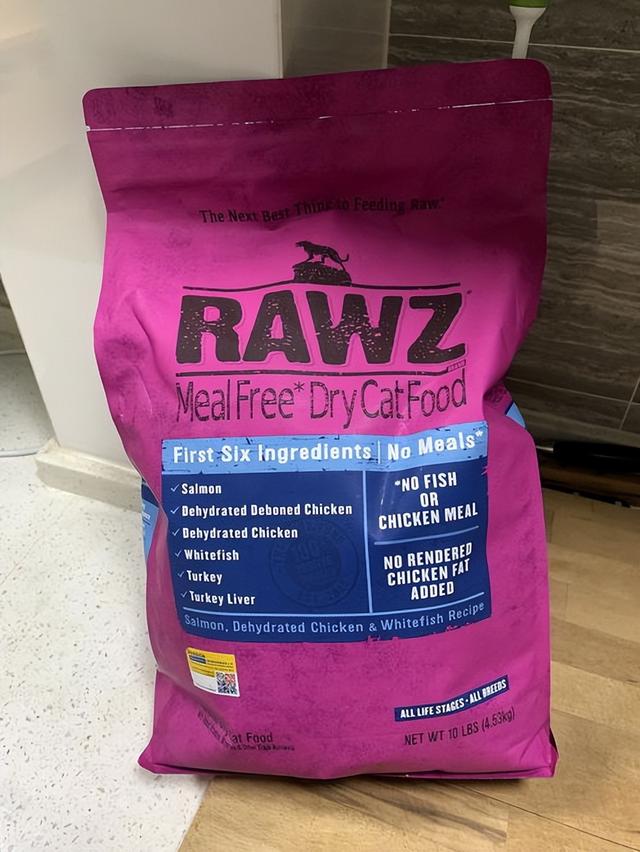 The Next Best Thing to Feeding Raw.
RAWZ
BRAND
Meal Free* Dry Cat Food
First Six Ingredients | No Meals*
✓ Salmon
✓ Dehydrated Deboned Chicken
✓ Dehydrated Chicken
✓ Whitefish
✓ Turkey
✓ Turkey Liver
*NO FISH
OR
CHICKEN MEAL
NO RENDERED
CHICKEN FAT
ADDED
Salmon, Dehydrated Chicken & Whitefish Recipe
ALL LIFE STAGES • ALL BREEDS
NET WT 10 LBS (4.53kg)
Food